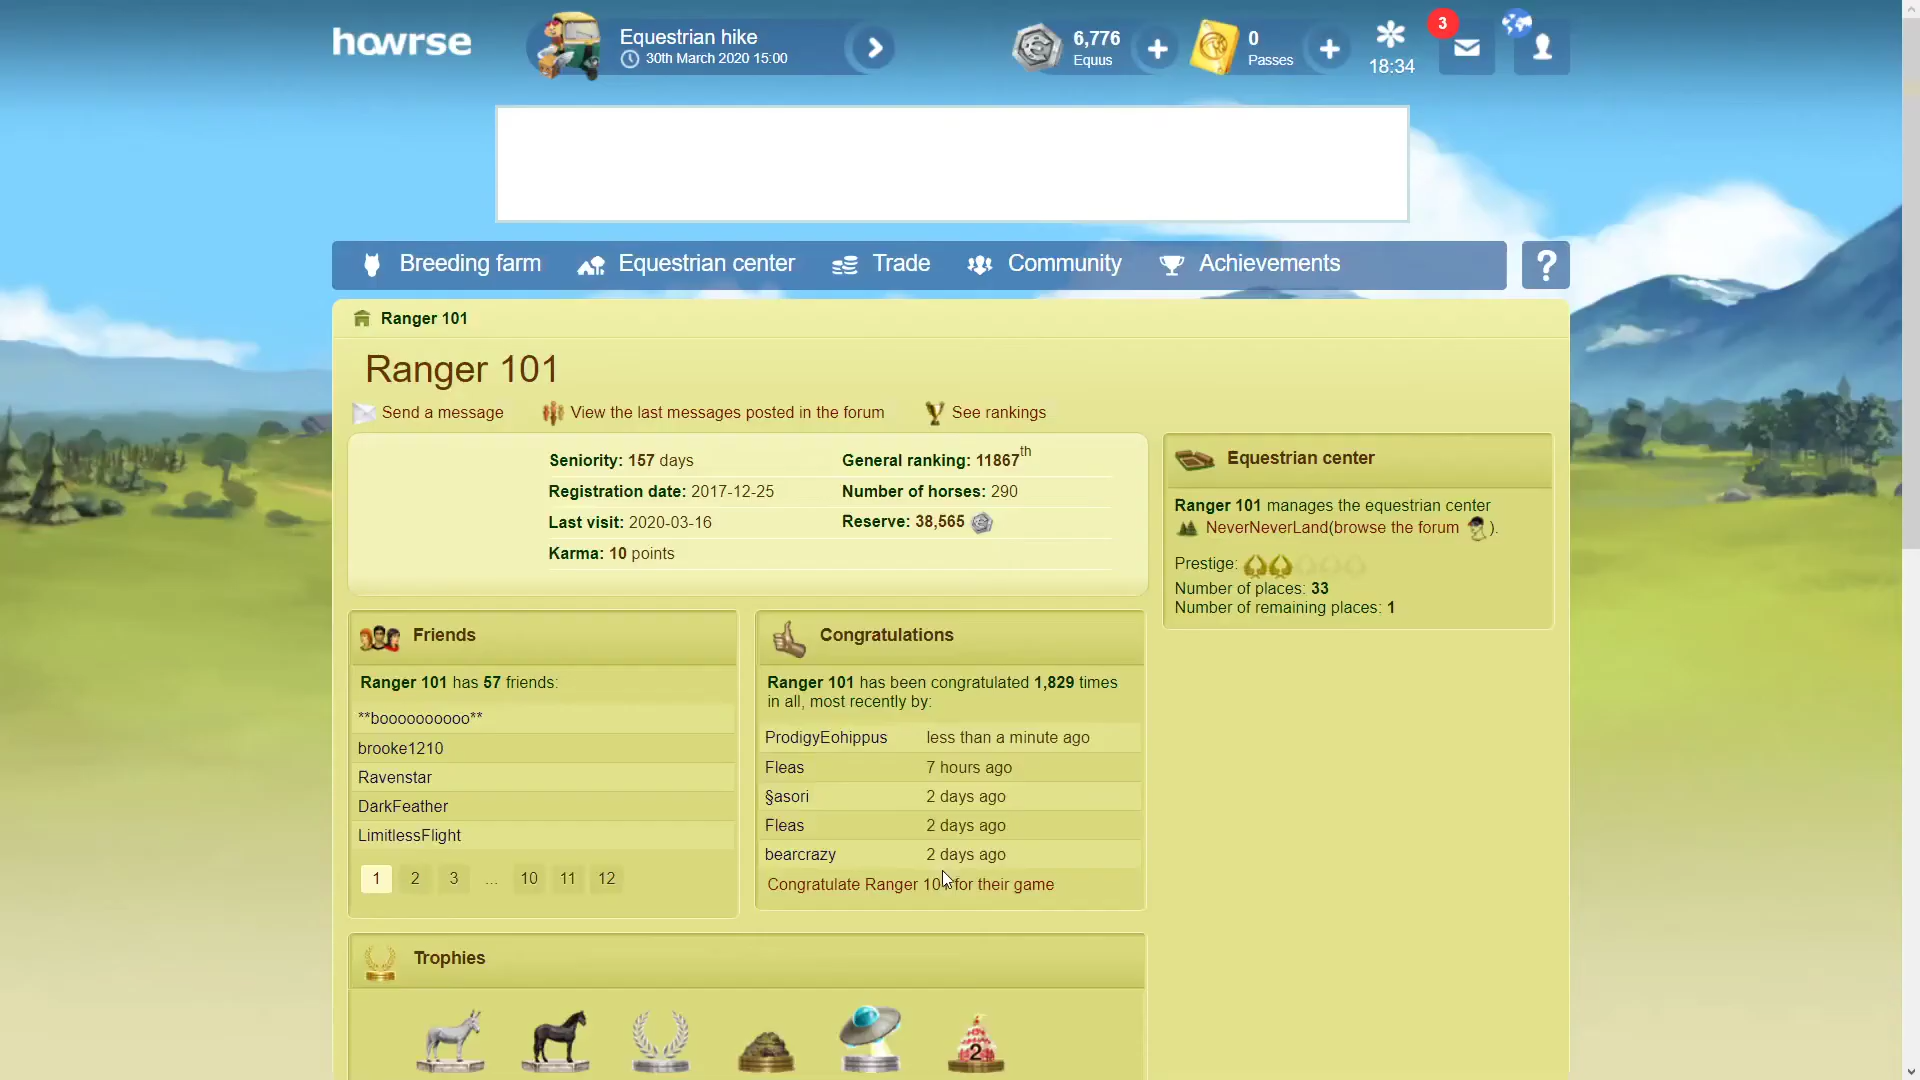 howrse
Equestrian hike
30th March 2020 15:00
6,776
Equus
0
Passes
18:34
3
Breeding farm
Equestrian center
Trade
Community
Achievements
?
Ranger 101
Ranger 101
Send a message
View the last messages posted in the forum
See rankings
Seniority: 157 days
General ranking: 11867th
Registration date: 2017-12-25
Number of horses: 290
Last visit: 2020-03-16
Reserve: 38,565
Karma: 10 points
Equestrian center
Ranger 101 manages the equestrian center
NeverNeverLand(browse the forum ).
Prestige:
Number of places: 33
Number of remaining places: 1
Friends
Ranger 101 has 57 friends:
**boooooooooo**
brooke1210
Ravenstar
DarkFeather
LimitlessFlight
1 2 3 ... 10 11 12
Congratulations
Ranger 101 has been congratulated 1,829 times
in all, most recently by:
ProdigyEohippus less than a minute ago
Fleas 7 hours ago
§asori 2 days ago
Fleas 2 days ago
bearcrazy 2 days ago
Congratulate Ranger 101 for their game
Trophies
2